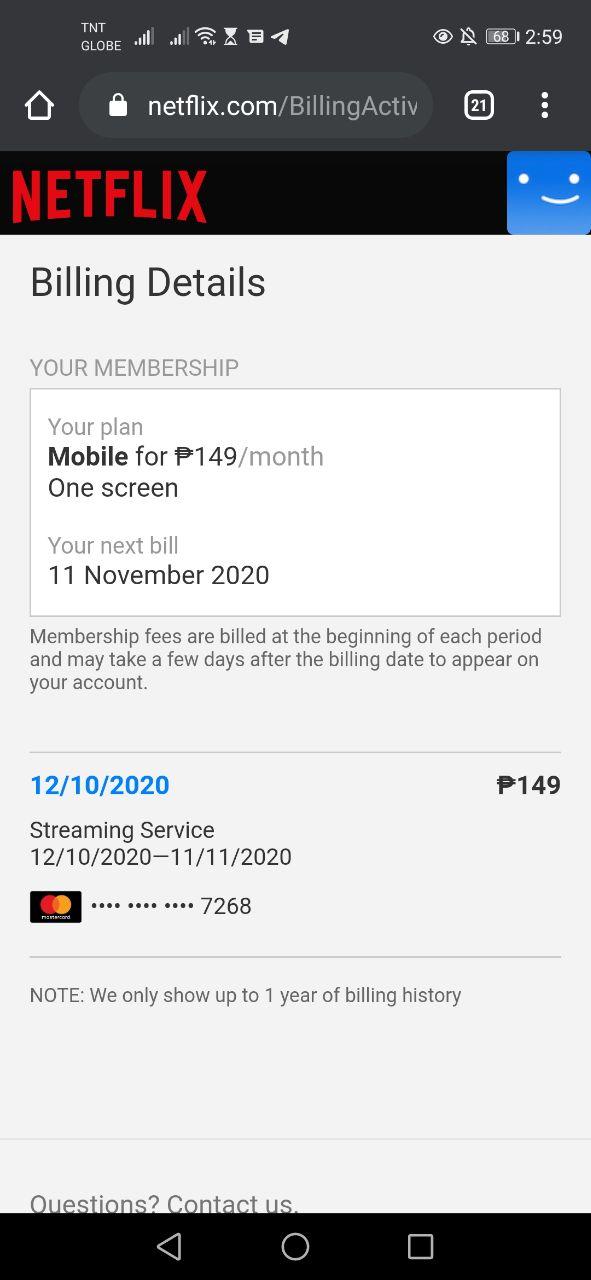 TNT
GLOBE
68 2:59
netflix.com/BillingActiv
21
NETFLIX
Billing Details
YOUR MEMBERSHIP
Your plan
Mobile for ₱149/month
One screen
Your next bill
11 November 2020
Membership fees are billed at the beginning of each period
and may take a few days after the billing date to appear on
your account.
12/10/2020 ₱149
Streaming Service
12/10/2020—11/11/2020
mastercard •••• •••• •••• 7268
NOTE: We only show up to 1 year of billing history
Questions? Contact us.